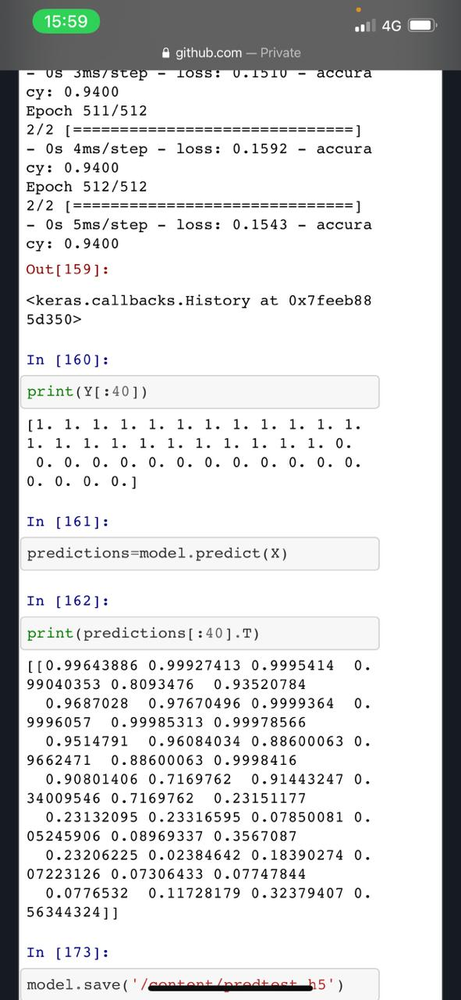 15:59
4G
github.com — Private
- 0s 3ms/step - loss: 0.1510 - accura
cy: 0.9400
Epoch 511/512
2/2 [==============================]
- 0s 4ms/step - loss: 0.1592 - accura
cy: 0.9400
Epoch 512/512
2/2 [==============================]
- 0s 5ms/step - loss: 0.1543 - accura
cy: 0.9400
Out[159]:
<keras.callbacks.History at 0x7feeb88
5d350>
In [160]:
print(Y[:40])
[1. 1. 1. 1. 1. 1. 1. 1. 1. 1. 1. 1.
1. 1. 1. 1. 1. 1. 1. 1. 1. 1. 1. 0.
 0. 0. 0. 0. 0. 0. 0. 0. 0. 0. 0. 0.
0. 0. 0. 0.]
In [161]:
predictions=model.predict(X)
In [162]:
print(predictions[:40].T)
[[0.99643886 0.99927413 0.9995414  0.
99040353 0.8093476  0.93520784
  0.9687028  0.97670496 0.9999364  0.
9996057  0.99985313 0.99978566
  0.9514791  0.96084034 0.88600063 0.
9662471  0.88600063 0.9998416
  0.90801406 0.7169762  0.91443247 0.
34009546 0.7169762  0.23151177
  0.23132095 0.23316595 0.07850081 0.
05245906 0.08969337 0.3567087
  0.23206225 0.02384642 0.18390274 0.
07223126 0.07306433 0.07747844
  0.0776532  0.11728179 0.32379407 0.
56344324]]
In [173]:
model.save('/content/predtest.h5')